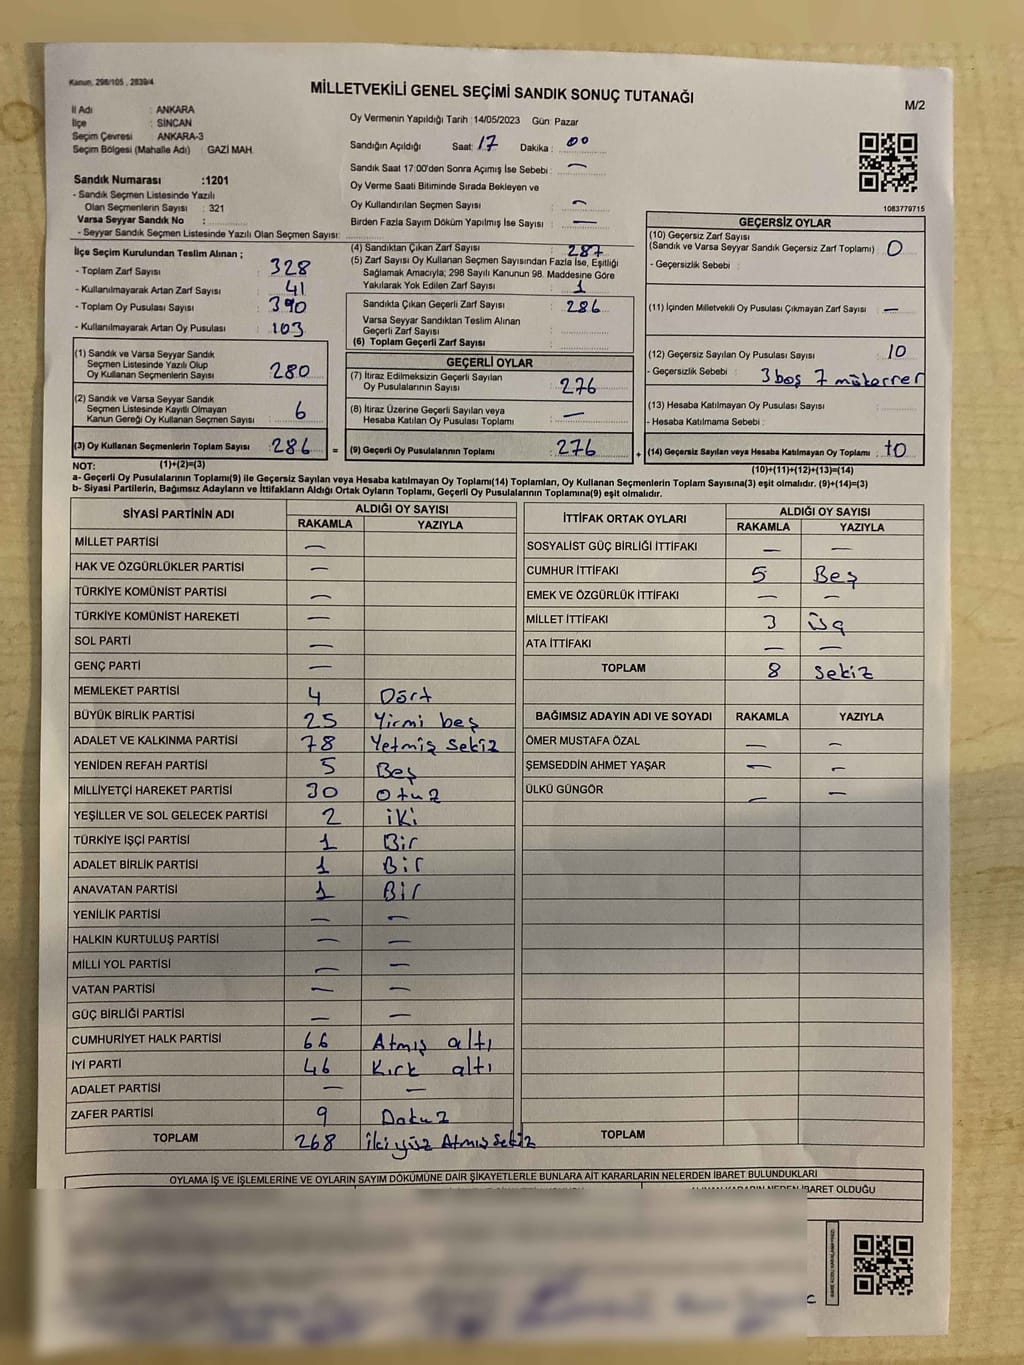 Kanun, 298/105 , 2839/4
MİLLETVEKİLİ GENEL SEÇİMİ SANDIK SONUÇ TUTANAĞI
M/2
İl Adı : ANKARA
İlçe : SİNCAN
Seçim Çevresi ANKARA-3
Seçim Bölgesi (Mahalle Adı) : GAZİ MAH.
Oy Vermenin Yapıldığı Tarih :14/05/2023 Gün Pazar
Sandığın Açıldığı Saat: 17 Dakika : 00
Sandık Saat 17:00'den Sonra Açımış İse Sebebi : —
Oy Verme Saati Bitiminde Sırada Bekleyen ve
Oy Kullandırılan Seçmen Sayısı : —
Birden Fazla Sayım Döküm Yapılmış İse Sayısı : —
Sandık Numarası :1201
- Sandık Seçmen Listesinde Yazılı
Olan Seçmenlerin Sayısı : 321
Varsa Seyyar Sandık No :
- Seyyar Sandık Seçmen Listesinde Yazılı Olan Seçmen Sayısı:
1083779715
İlçe Seçim Kurulundan Teslim Alınan ;
- Toplam Zarf Sayısı : 328
- Kullanılmayarak Artan Zarf Sayısı : 41
- Toplam Oy Pusulası Sayısı : 390
- Kullanılmayarak Artan Oy Pusulası : 103
(4) Sandıktan Çıkan Zarf Sayısı : 287
(5) Zarf Sayısı Oy Kullanan Seçmen Sayısından Fazla İse, Eşitliği
Sağlamak Amacıyla; 298 Sayılı Kanunun 98. Maddesine Göre
Yakılarak Yok Edilen Zarf Sayısı : 1
Sandıkta Çıkan Geçerli Zarf Sayısı : 286
Varsa Seyyar Sandıktan Teslim Alınan
Geçerli Zarf Sayısı :
(6) Toplam Geçerli Zarf Sayısı :
GEÇERSİZ OYLAR
(10) Geçersiz Zarf Sayısı
(Sandık ve Varsa Seyyar Sandık Geçersiz Zarf Toplamı) : 0
- Geçersizlik Sebebi :
(11) İçinden Milletvekili Oy Pusulası Çıkmayan Zarf Sayısı : —
(12) Geçersiz Sayılan Oy Pusulası Sayısı : 10
- Geçersizlik Sebebi : 3 boş 7 mükerrer
(13) Hesaba Katılmayan Oy Pusulası Sayısı :
- Hesaba Katılmama Sebebi :
(1) Sandık ve Varsa Seyyar Sandık
Seçmen Listesinde Yazılı Olup
Oy Kullanan Seçmenlerin Sayısı : 280
(2) Sandık ve Varsa Seyyar Sandık
Seçmen Listesinde Kayıtlı Olmayan
Kanun Gereği Oy Kullanan Seçmen Sayısı : 6
GEÇERLİ OYLAR
(7) İtiraz Edilmeksizin Geçerli Sayılan
Oy Pusulalarının Sayısı : 276
(8) İtiraz Üzerine Geçerli Sayılan veya
Hesaba Katılan Oy Pusulası Toplamı : —
(3) Oy Kullanan Seçmenlerin Toplam Sayısı : 286 = (9) Geçerli Oy Pusulalarının Toplamı : 276 + (14) Geçersiz Sayılan veya Hesaba Katılmayan Oy Toplamı : 10
NOT: (1)+(2)=(3) (10)+(11)+(12)+(13)=(14)
a- Geçerli Oy Pusulalarının Toplamı(9) ile Geçersiz Sayılan veya Hesaba katılmayan Oy Toplamı(14) Toplamları, Oy Kullanan Seçmenlerin Toplam Sayısına(3) eşit olmalıdır. (9)+(14)=(3)
b- Siyasi Partilerin, Bağımsız Adayların ve İttifakların Aldığı Ortak Oyların Toplamı, Geçerli Oy Pusulalarının Toplamına(9) eşit olmalıdır.
SİYASİ PARTİNİN ADI ALDIĞI OY SAYISI
RAKAMLA YAZIYLA
MİLLET PARTİSİ —
HAK VE ÖZGÜRLÜKLER PARTİSİ —
TÜRKİYE KOMÜNİST PARTİSİ —
TÜRKİYE KOMÜNİST HAREKETİ —
SOL PARTİ —
GENÇ PARTİ —
MEMLEKET PARTİSİ 4 Dört
BÜYÜK BİRLİK PARTİSİ 25 Yirmi beş
ADALET VE KALKINMA PARTİSİ 78 Yetmiş sekiz
YENİDEN REFAH PARTİSİ 5 Beş
MİLLİYETÇİ HAREKET PARTİSİ 30 Otuz
YEŞİLLER VE SOL GELECEK PARTİSİ 2 iki
TÜRKİYE İŞÇİ PARTİSİ 1 Bir
ADALET BİRLİK PARTİSİ 1 Bir
ANAVATAN PARTİSİ 1 Bir
YENİLİK PARTİSİ — —
HALKIN KURTULUŞ PARTİSİ — —
MİLLİ YOL PARTİSİ — —
VATAN PARTİSİ — —
GÜÇ BİRLİĞİ PARTİSİ — —
CUMHURİYET HALK PARTİSİ 66 Atmış altı
İYİ PARTİ 46 Kırk altı
ADALET PARTİSİ — —
ZAFER PARTİSİ 9 Dokuz
TOPLAM 268 iki yüz Atmış sekiz
İTTİFAK ORTAK OYLARI ALDIĞI OY SAYISI
RAKAMLA YAZIYLA
SOSYALİST GÜÇ BİRLİĞİ İTTİFAKI — —
CUMHUR İTTİFAKI 5 Beş
EMEK VE ÖZGÜRLÜK İTTİFAKI — —
MİLLET İTTİFAKI 3 Üç
ATA İTTİFAKI — —
TOPLAM 8 sekiz
BAĞIMSIZ ADAYIN ADI VE SOYADI RAKAMLA YAZIYLA
ÖMER MUSTAFA ÖZAL — —
ŞEMSEDDİN AHMET YAŞAR — —
ÜLKÜ GÜNGÖR — —
TOPLAM
OYLAMA İŞ VE İŞLEMLERİNE VE OYLARIN SAYIM DÖKÜMÜNE DAİR ŞİKAYETLERLE BUNLARA AİT KARARLARIN NELERDEN İBARET BULUNDUKLARI
İBARET OLDUĞU